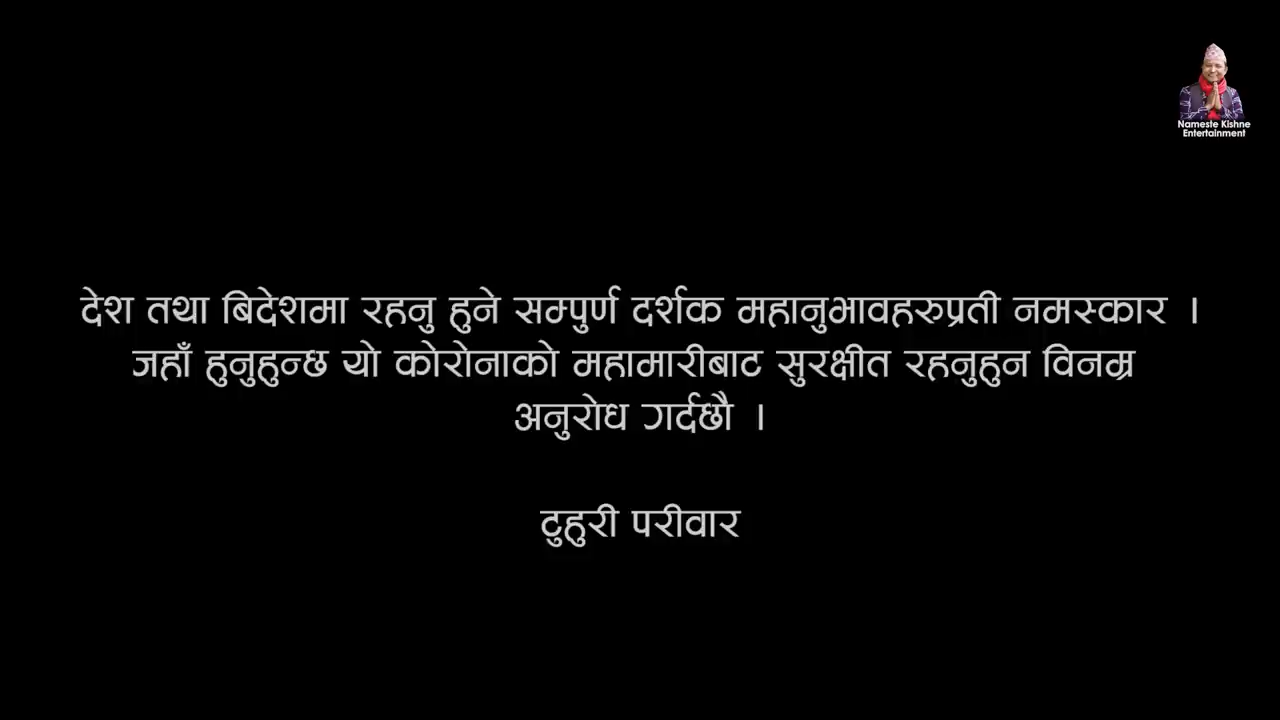 Nameste Kishne
Entertainment
देश तथा बिदेशमा रहनु हुने सम्पुर्ण दर्शक महानुभावहरुप्रती नमस्कार ।
जहाँ हुनुहुन्छ यो कोरोनाको महामारीबाट सुरक्षीत रहनुहुन विनम्र
अनुरोध गर्दछौ ।
टुहुरी परीवार